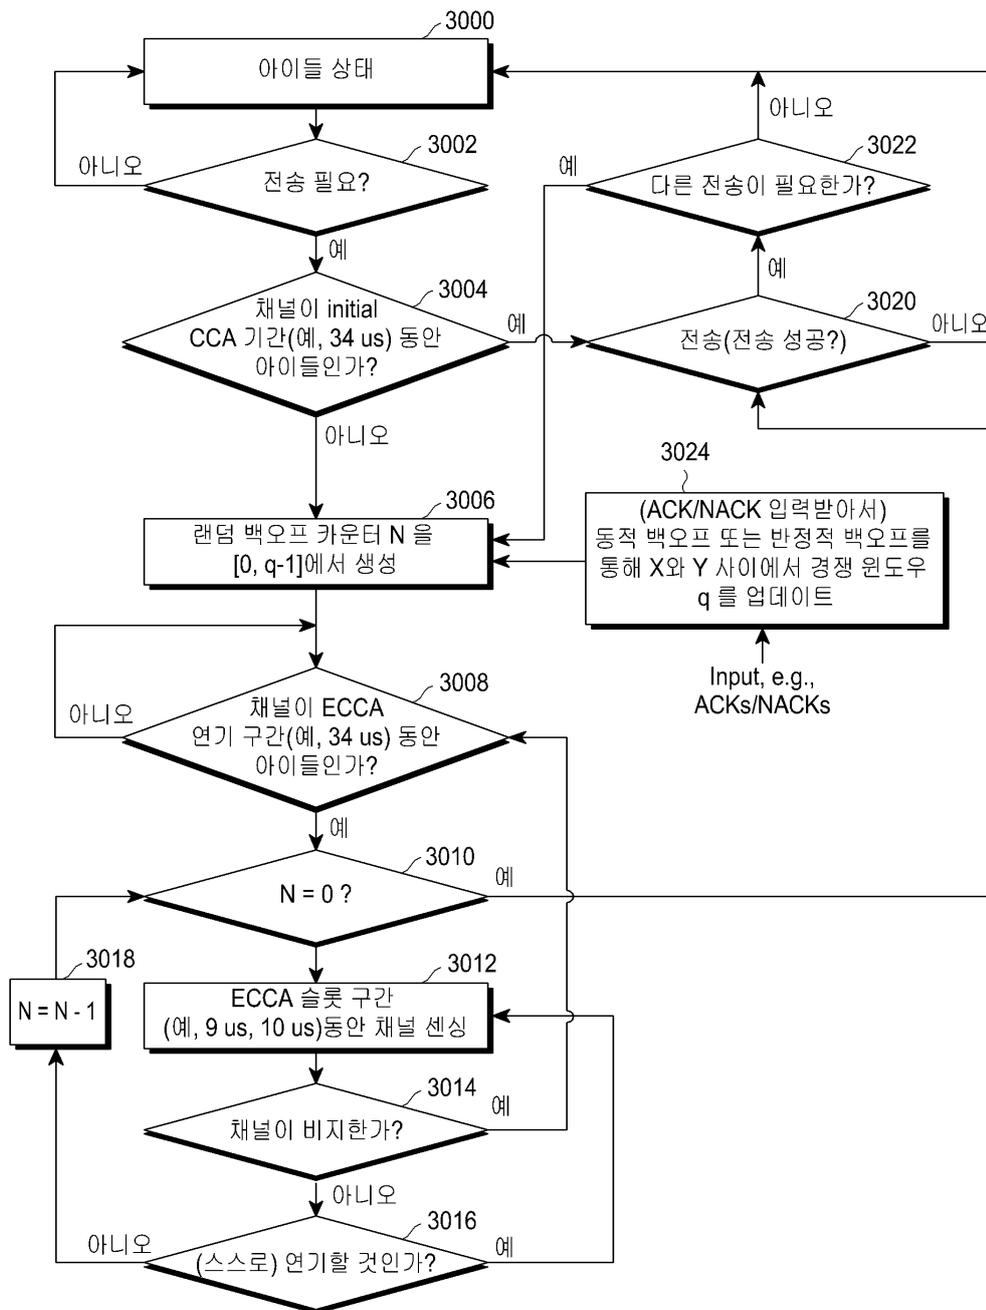 3000
아이들 상태
3002
전송 필요?
아니오
예
3004
채널이 initial
CCA 기간(예, 34 us) 동안
아이들인가?
예
아니오
아니오
3022
다른 전송이 필요한가?
예
예
3020
전송(전송 성공?)
아니오
3006
랜덤 백오프 카운터 N 을
[0, q-1]에서 생성
3024
(ACK/NACK 입력받아서)
동적 백오프 또는 반정적 백오프를
통해 X와 Y 사이에서 경쟁 윈도우
q 를 업데이트
Input, e.g.,
ACKs/NACKs
3008
채널이 ECCA
연기 구간(예, 34 us) 동안
아이들인가?
아니오
예
3010
N = 0 ?
예
3018
N = N - 1
3012
ECCA 슬롯 구간
(예, 9 us, 10 us)동안 채널 센싱
3014
채널이 비지한가?
예
아니오
3016
(스스로) 연기할 것인가?
아니오
예